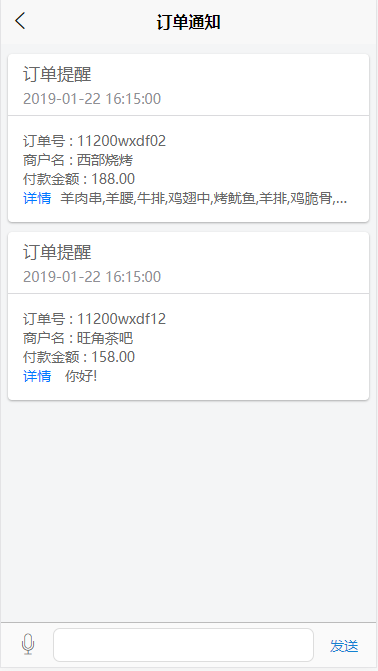 订单通知
订单提醒
2019-01-22 16:15:00
订单号 : 11200wxdf02
商户名 : 西部烧烤
付款金额 : 188.00
详情 羊肉串,羊腰,牛排,鸡翅中,烤鱿鱼,羊排,鸡脆骨,...
订单提醒
2019-01-22 16:15:00
订单号 : 11200wxdf12
商户名 : 旺角茶吧
付款金额 : 158.00
详情 你好!
发送